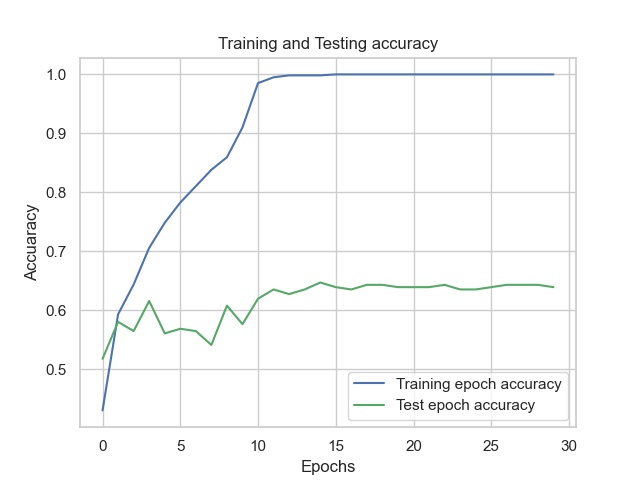 Training and Testing accuracy
1.0
0.9
0.8
0.7
0.6
0.5
Accuaracy
Training epoch accuracy
Test epoch accuracy
0 5 10 15 20 25 30
Epochs